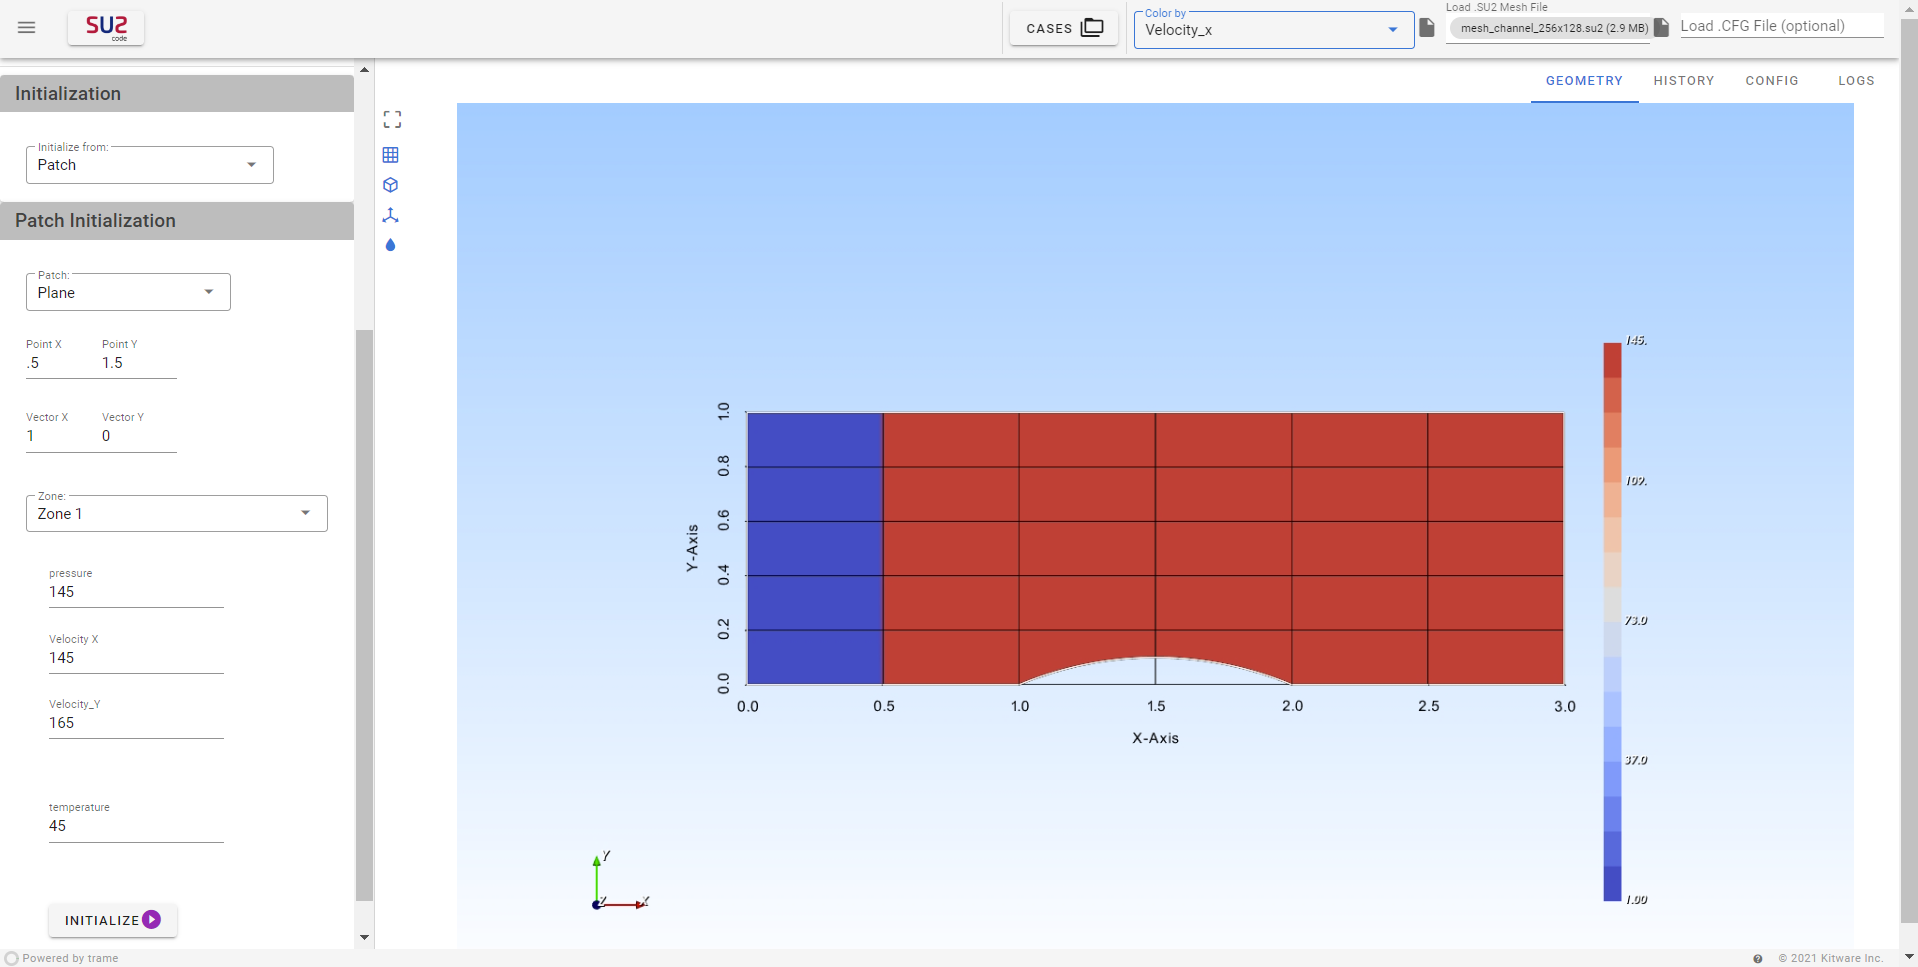 SU2
code
CASES
Color by
Velocity_x
Load .SU2 Mesh File
mesh_channel_256x128.su2 (2.9 MB)
Load .CFG File (optional)
GEOMETRY
HISTORY
CONFIG
LOGS
Initialization
Initialize from:
Patch
Patch Initialization
Patch:
Plane
Point X
Point Y
.5
1.5
Vector X
Vector Y
1
0
Zone:
Zone 1
pressure
145
Velocity X
145
Velocity_Y
165
temperature
45
INITIALIZE
1.0
0.8
0.6
0.4
0.2
0.0
Y-Axis
0.0
0.5
1.0
1.5
2.0
2.5
3.0
X-Axis
145.
109.
73.0
37.0
1.00
Y
Z
X
Powered by trame
© 2021 Kitware Inc.